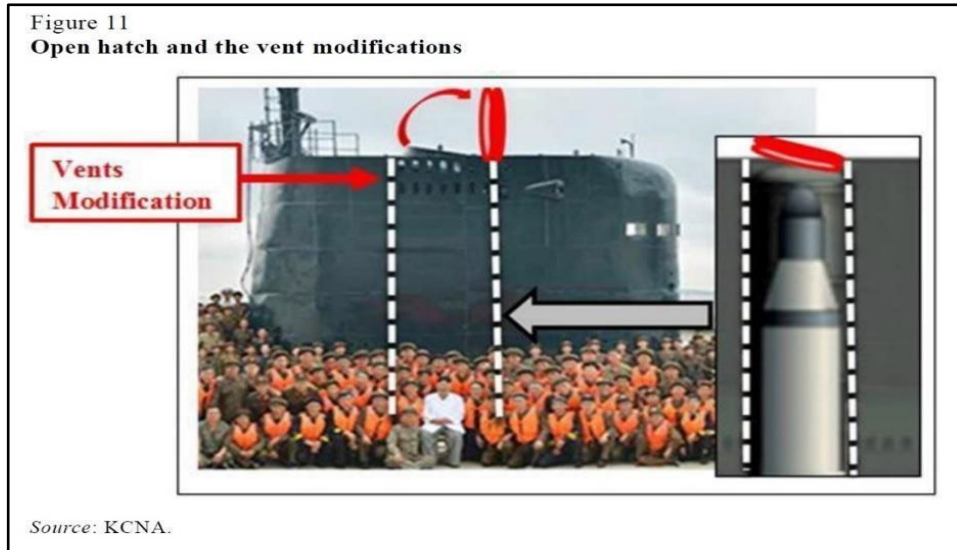 Figure 11
Open hatch and the vent modifications
Vents
Modification
Source: KCNA.